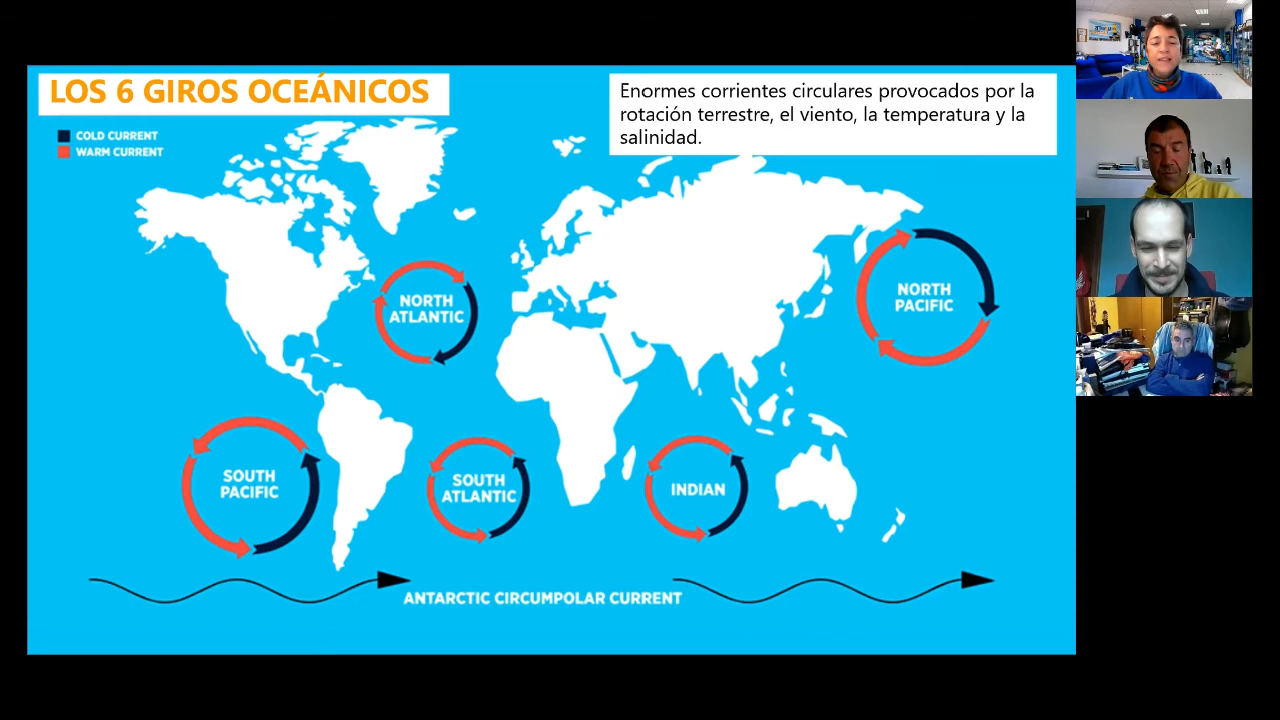 LOS 6 GIROS OCEÁNICOS
Enormes corrientes circulares provocados por la
rotación terrestre, el viento, la temperatura y la
salinidad.
COLD CURRENT
WARM CURRENT
NORTH
ATLANTIC
NORTH
PACIFIC
SOUTH
PACIFIC
SOUTH
ATLANTIC
INDIAN
ANTARCTIC CIRCUMPOLAR CURRENT